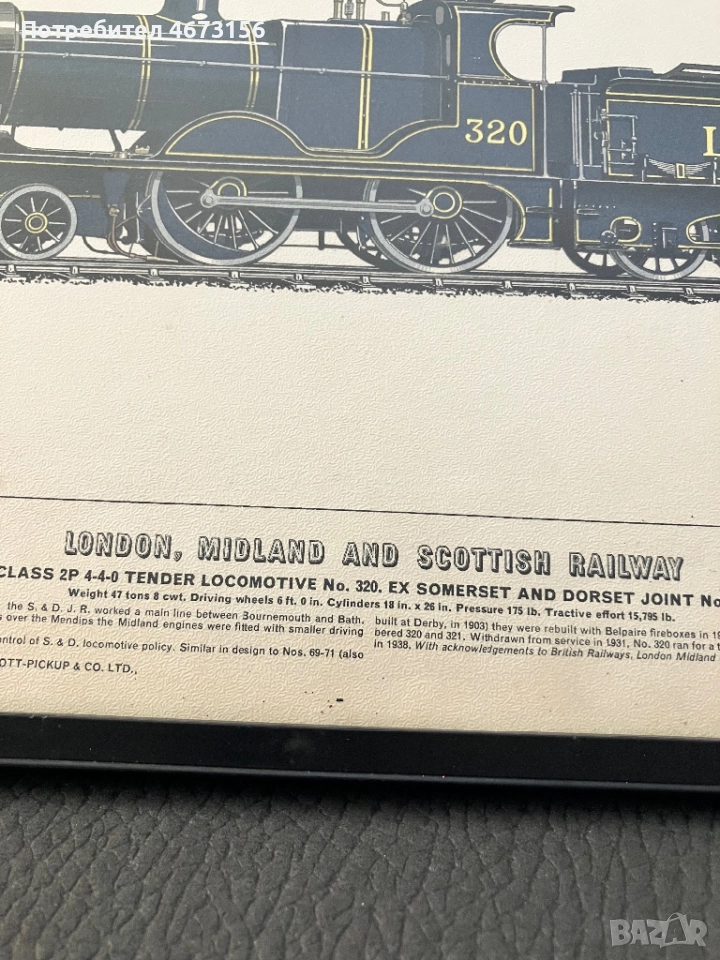 Потребител 4673156
320
L
LONDON, MIDLAND AND SCOTTISH RAILWAY
CLASS 2P 4-4-0 TENDER LOCOMOTIVE No. 320. EX SOMERSET AND DORSET JOINT No
Weight 47 tons 8 cwt. Driving wheels 6 ft. 0 in. Cylinders 18 in. x 26 in. Pressure 175 lb. Tractive effort 15,795 lb.
the S. & D. J. R. worked a main line between Bournemouth and Bath.
s over the Mendips the Midland engines were fitted with smaller driving
ontrol of S. & D. locomotive policy. Similar in design to Nos. 69-71 (also
built at Derby, in 1903) they were rebuilt with Belpaire fireboxes in 19
bered 320 and 321. Withdrawn from service in 1931, No. 320 ran for a t
in 1938. With acknowledgements to British Railways, London Midland
OTT-PICKUP & CO. LTD.,
BAZAR